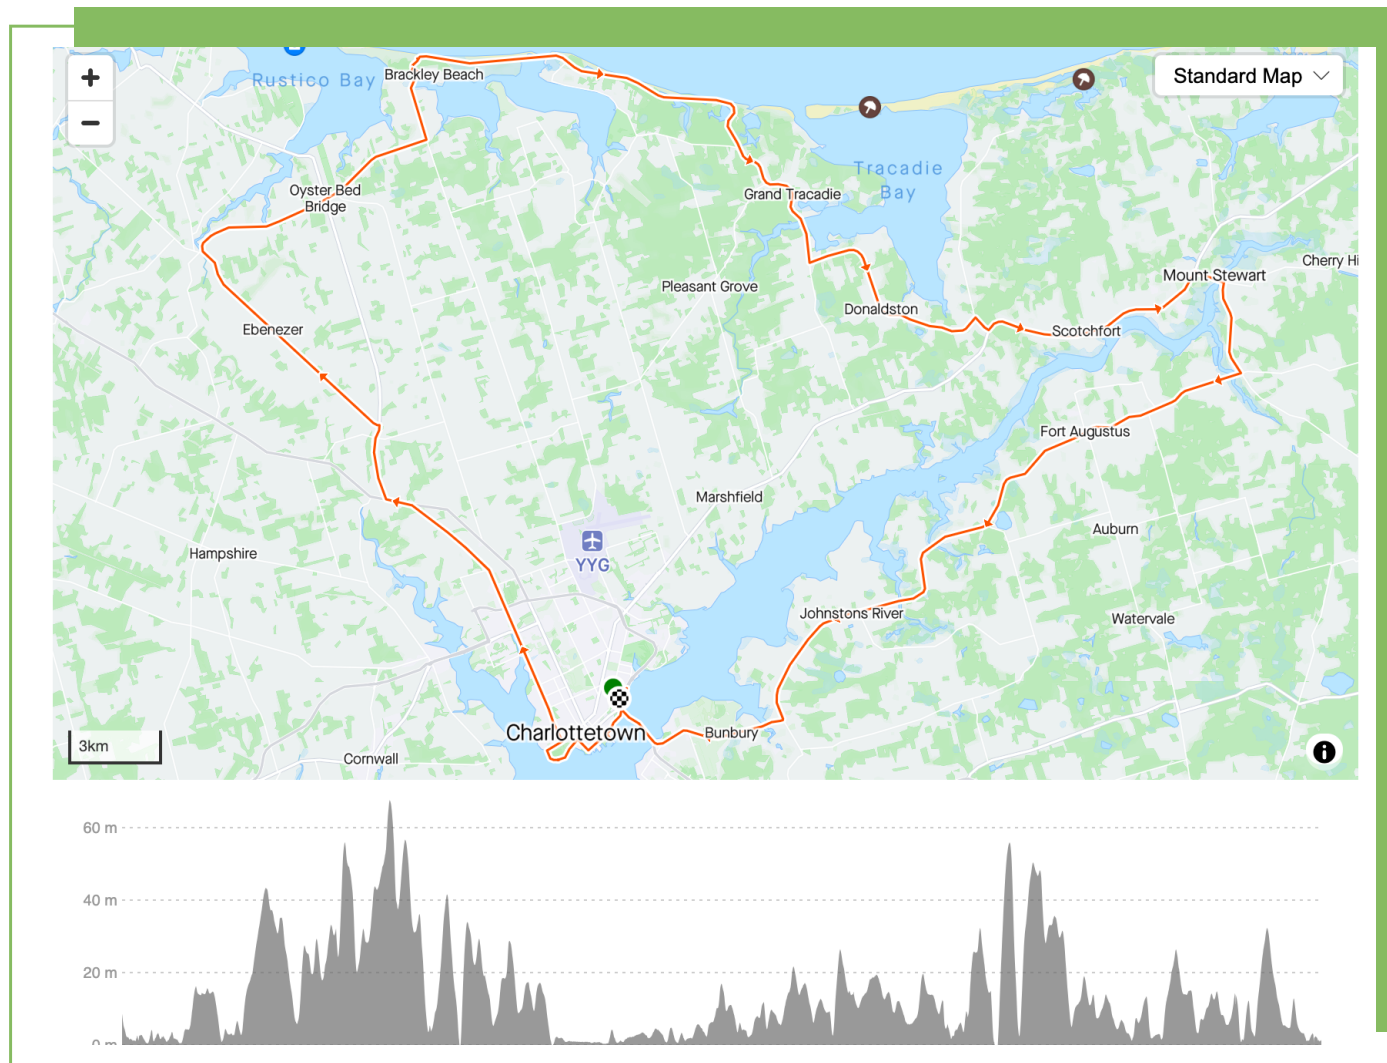 Rustico Bay
Brackley Beach
Standard Map
Tracadie
Bay
Oyster Bed
Bridge
Grand Tracadie
Cherry Hi
Mount Stewart
Pleasant Grove
Donaldston
Ebenezer
Scotchfort
Fort Augustus
Marshfield
Auburn
Hampshire
YYG
Johnstons River
Watervale
Charlottetown
Bunbury
3km
Cornwall
60 m
40 m
20 m
0 m